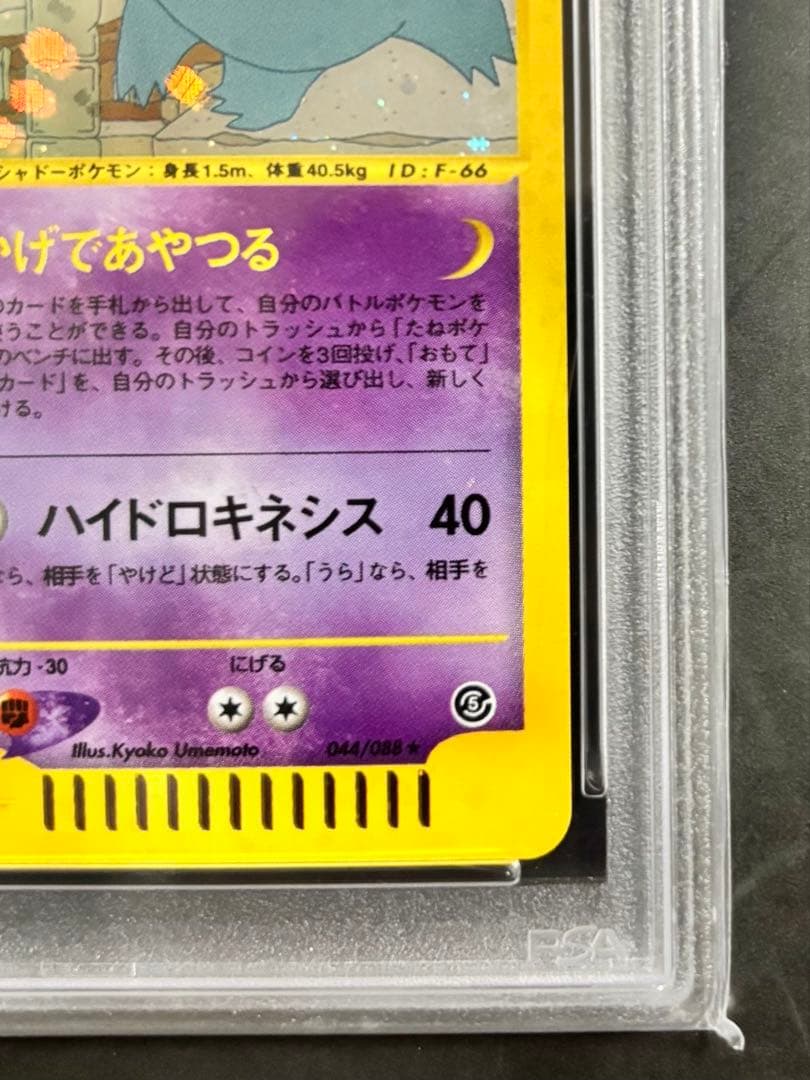 シャドーポケモン：身長1.5m、体重40.5kg ID：F-66
かげであやつる
のカードを手札から出して、自分のバトルポケモンを
うことができる。自分のトラッシュから「たねポケ
のベンチに出す。その後、コインを3回投げ、「おもて」
カード」を、自分のトラッシュから選び出し、新しく
ける。
ハイドロキネシス 40
なら、相手を「やけど」状態にする。「うら」なら、相手を
抗力 -30 にげる
5
Illus.Kyoko Umemoto 044/088★
PSA